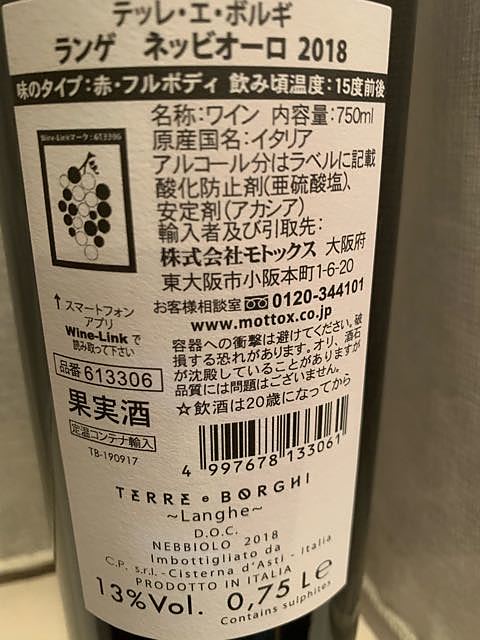 テッレ・エ・ボルギ
ランゲ ネッビオーロ 2018
味のタイプ:赤・フルボディ 飲み頃温度:15度前後
名称:ワイン 内容量:750ml
原産国名:イタリア
アルコール分はラベルに記載
酸化防止剤(亜硫酸塩)、
安定剤(アカシア)
輸入者及び引取先:
株式会社モトックス 大阪府
東大阪市小阪本町1-6-20
お客様相談室 0120-344101
www.mottox.co.jp
Wine-Linkマーク:613306
↑ スマートフォン
アプリ
Wine-Link で
読み取って下さい
品番 613306
果実酒
定温コンテナ輸入
TB-190917
容器への衝撃は避けてください。破
損する恐れがあります。オリ、酒石
が沈殿していることがありますが
品質には問題はございません。
☆飲酒は20歳になってから
4 997678 133061
TERRE e BORGHI
~Langhe~
D.O.C.
NEBBIOLO 2018
Imbottigliato da
C.P. s.r.l.-Cisterna d'Asti - Italia
PRODOTTO IN ITALIA
13%Vol. 0,75 L e
Contains sulphites